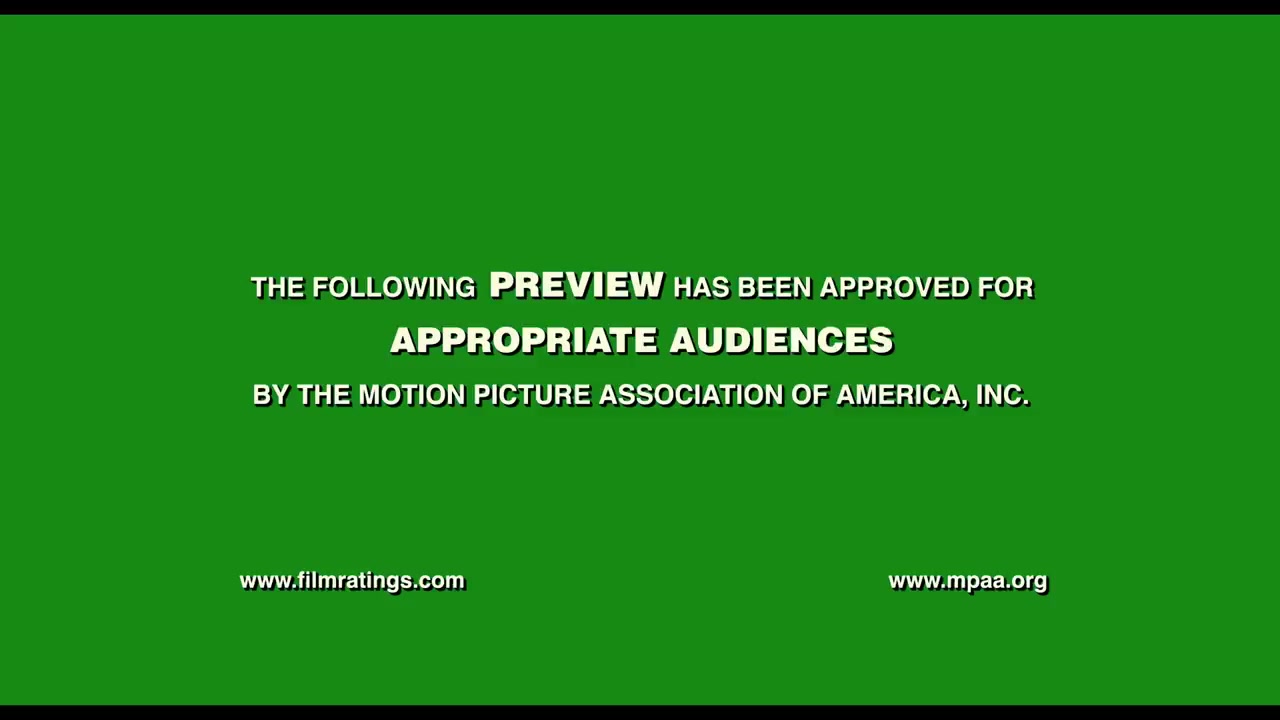 THE FOLLOWING PREVIEW HAS BEEN APPROVED FOR
APPROPRIATE AUDIENCES
BY THE MOTION PICTURE ASSOCIATION OF AMERICA, INC.
www.filmratings.com
www.mpaa.org